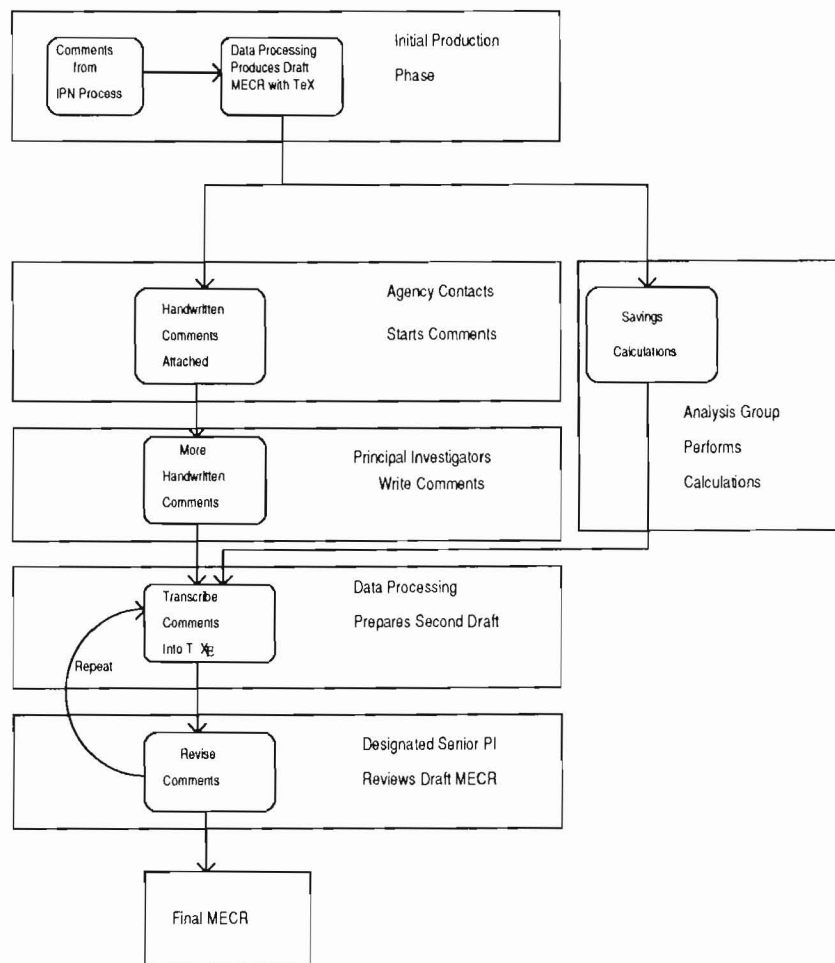 Comments
from
IPN Process
Data Processing
Produces Draft
MECR with TeX
Initial Production
Phase
Handwritten
Comments
Attached
Agency Contacts
Starts Comments
Savings
Calculations
Analysis Group
Performs
Calculations
More
Handwritten
Comments
Principal Investigators
Write Comments
Transcribe
Comments
Into T XE
Data Processing
Prepares Second Draft
Repeat
Revise
Comments
Designated Senior PI
Reviews Draft MECR
Final MECR